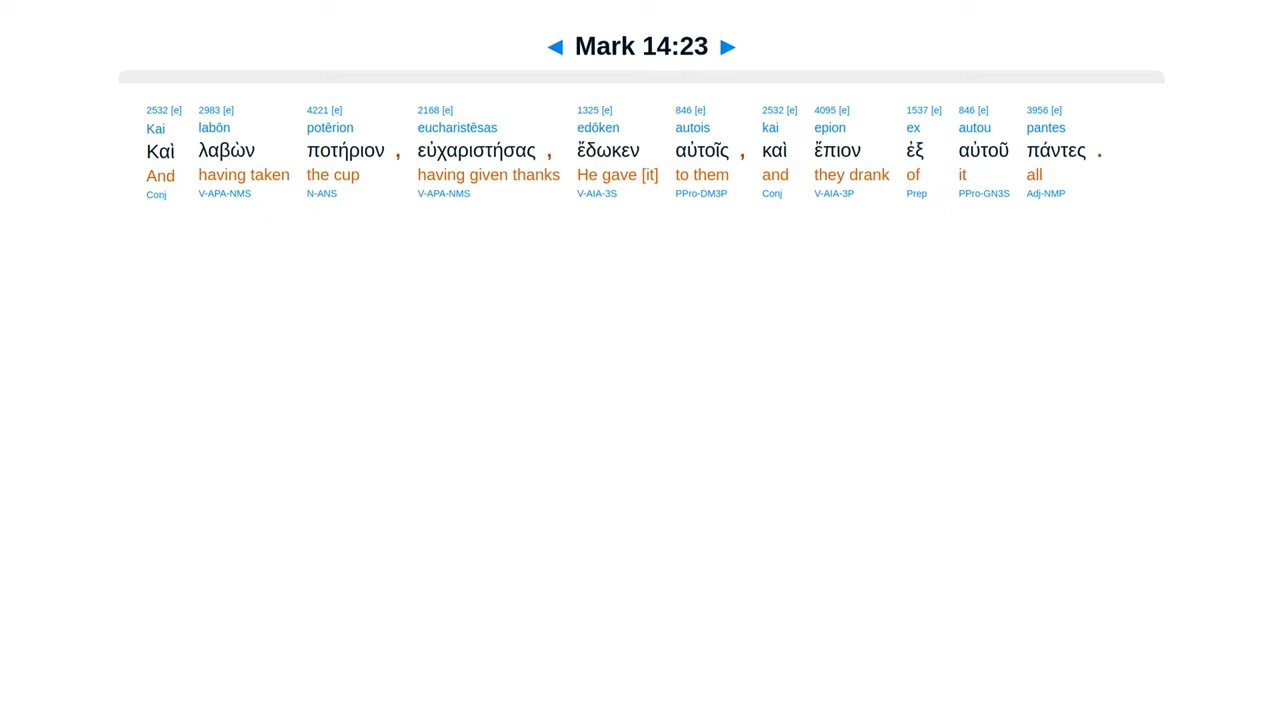 ◄ Mark 14:23 ►
2532 [e] 2983 [e] 4221 [e] 2168 [e] 1325 [e] 846 [e] 2532 [e] 4095 [e] 1537 [e] 846 [e] 3956 [e]
Kai labōn potērion eucharistēsas edōken autois kai epion ex autou pantes
Καὶ λαβὼν ποτήριον , εὐχαριστήσας , ἔδωκεν αὐτοῖς , καὶ ἔπιον ἐξ αὐτοῦ πάντες .
And having taken the cup having given thanks He gave [it] to them and they drank of it all
Conj V-APA-NMS N-ANS V-APA-NMS V-AIA-3S PPro-DM3P Conj V-AIA-3P Prep PPro-GN3S Adj-NMP